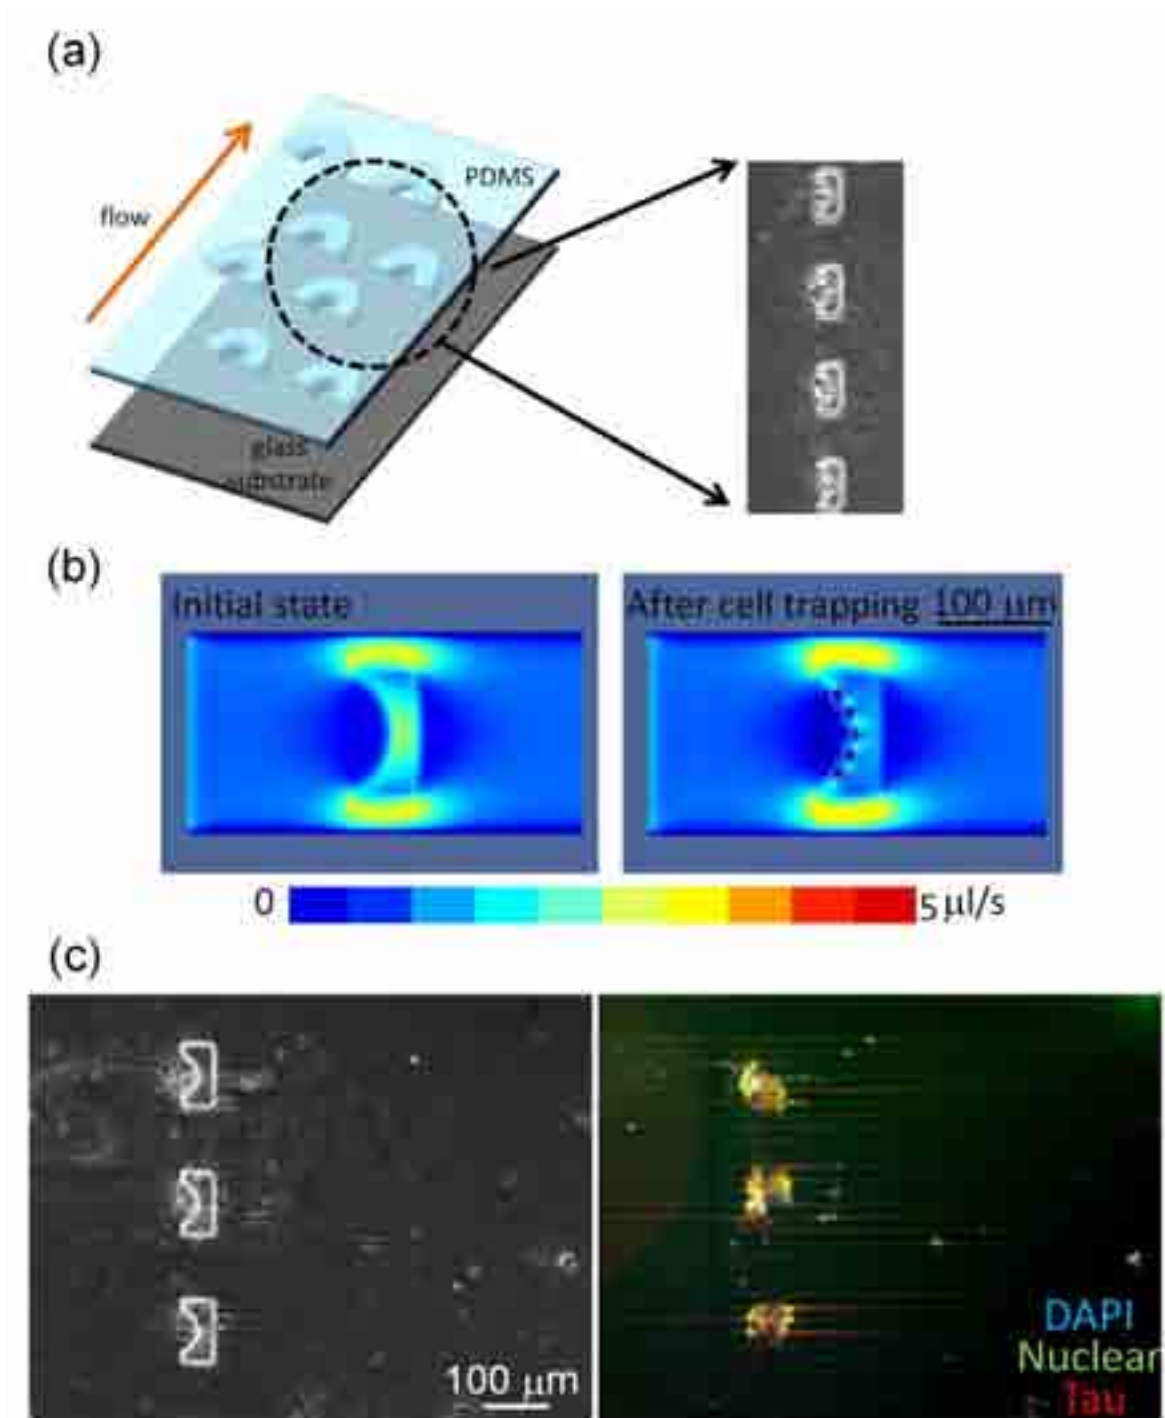 (a)
PDMS
flow
glass
substrate
(b)
Initial state
After cell trapping 100 μm
0
5 μl/s
(c)
100 μm
DAPI
Nuclear
Tau